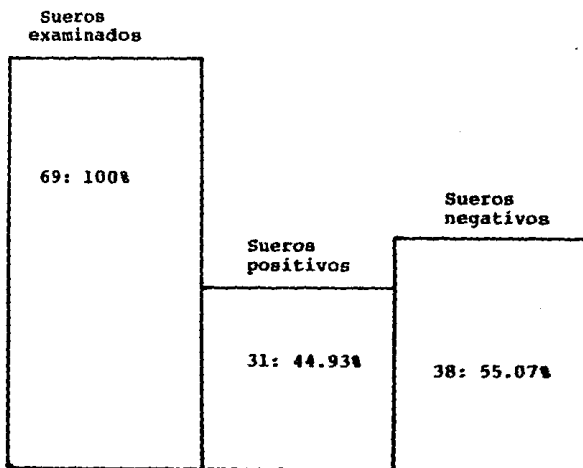 Sueros
examinados
69: 100%
Sueros
positivos
31: 44.93%
Sueros
negativos
38: 55.07%